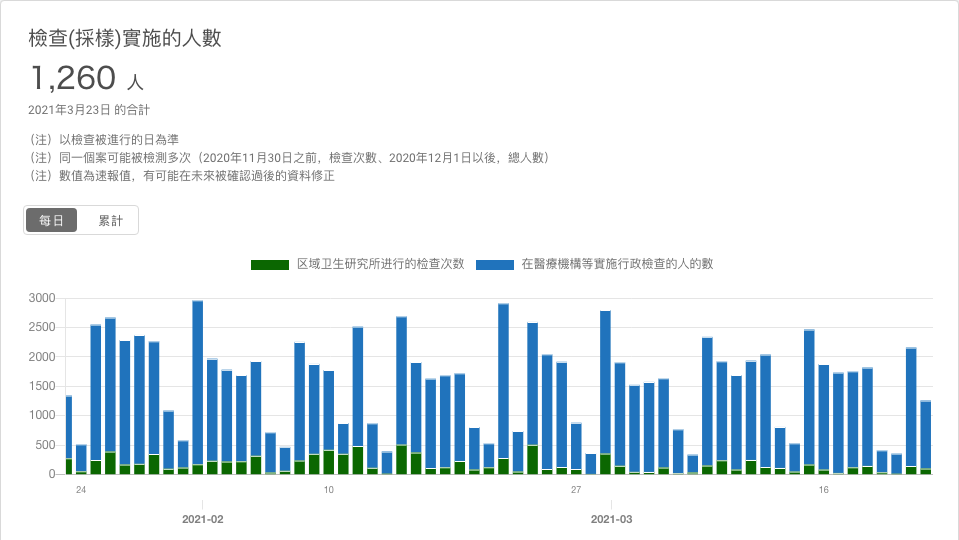 檢查(採樣)實施的人數
1,260 人
2021年3月23日 的合計
（注）以檢查被進行的日為準
（注）同一個案可能被檢測多次（2020年11月30日之前，檢查次數、2020年12月1日以後，總人數）
（注）數值為速報值，有可能在未來被確認過後的資料修正
每日 累計
区域卫生研究所进行的检查次数 在醫療機構等實施行政檢查的人的數
3000
2500
2000
1500
1000
500
0
24 10 27 16
2021-02 2021-03